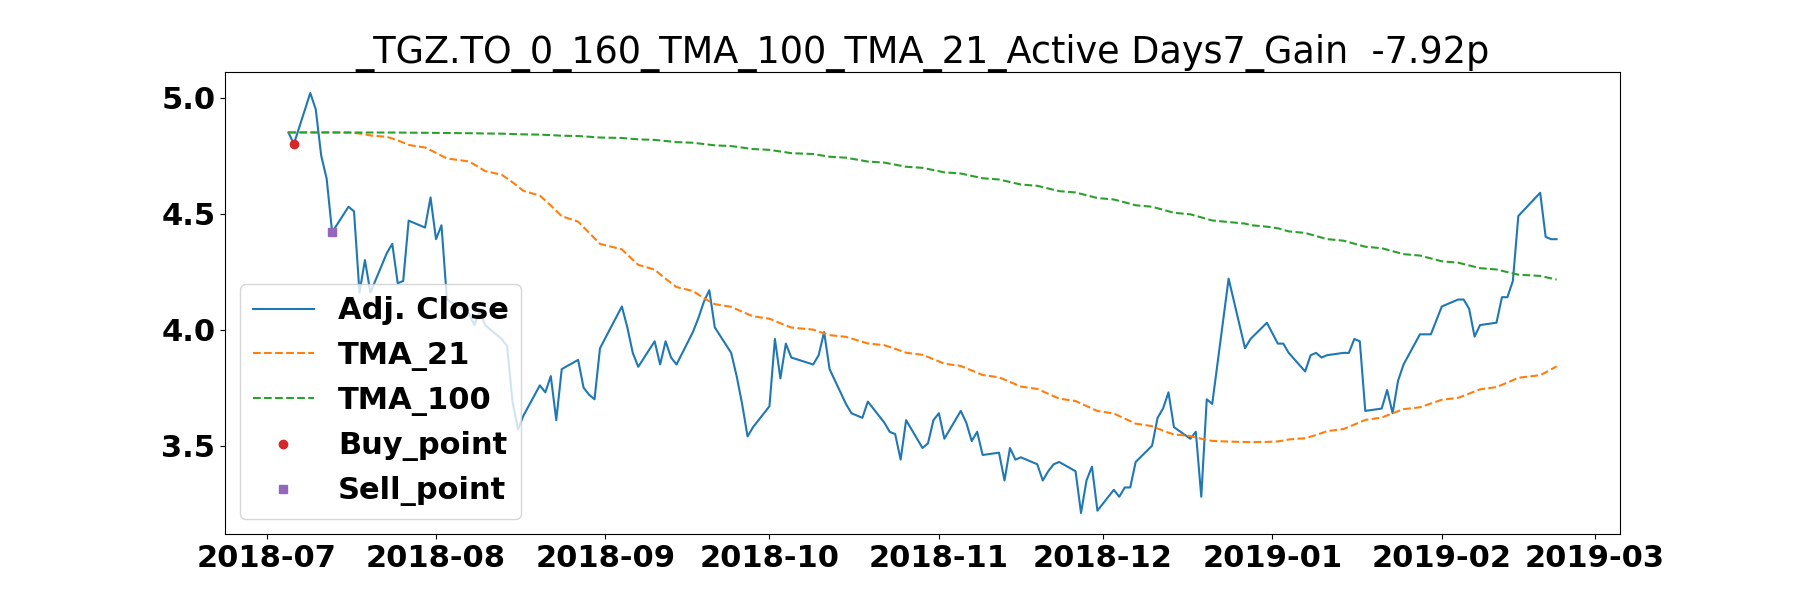 _TGZ.TO_0_160_TMA_100_TMA_21_Active Days7_Gain  -7.92p
5.0
4.5
4.0
3.5
Adj. Close
TMA_21
TMA_100
Buy_point
Sell_point
2018-07 2018-08 2018-09 2018-10 2018-11 2018-12 2019-01 2019-02 2019-03